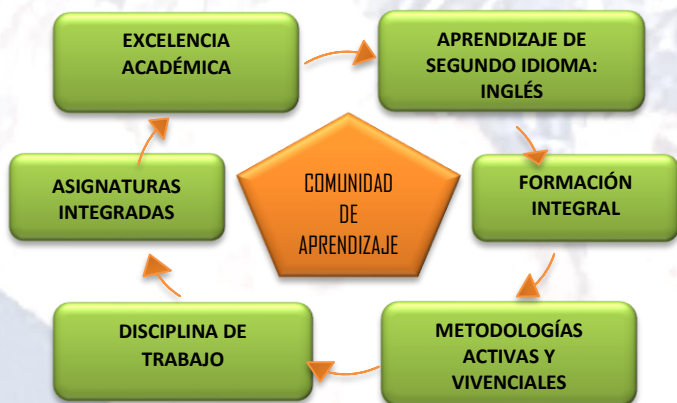 EXCELENCIA
ACADÉMICA
APRENDIZAJE DE
SEGUNDO IDIOMA:
INGLÉS
ASIGNATURAS
INTEGRADAS
COMUNIDAD
DE
APRENDIZAJE
FORMACIÓN
INTEGRAL
DISCIPLINA DE
TRABAJO
METODOLOGÍAS
ACTIVAS Y
VIVENCIALES